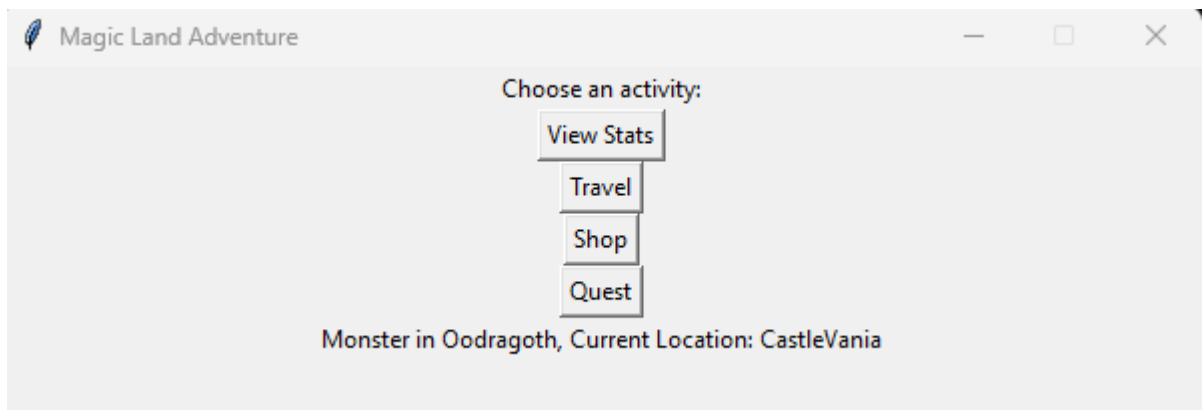 Magic Land Adventure
Choose an activity:
View Stats
Travel
Shop
Quest
Monster in Oodragoth, Current Location: CastleVania